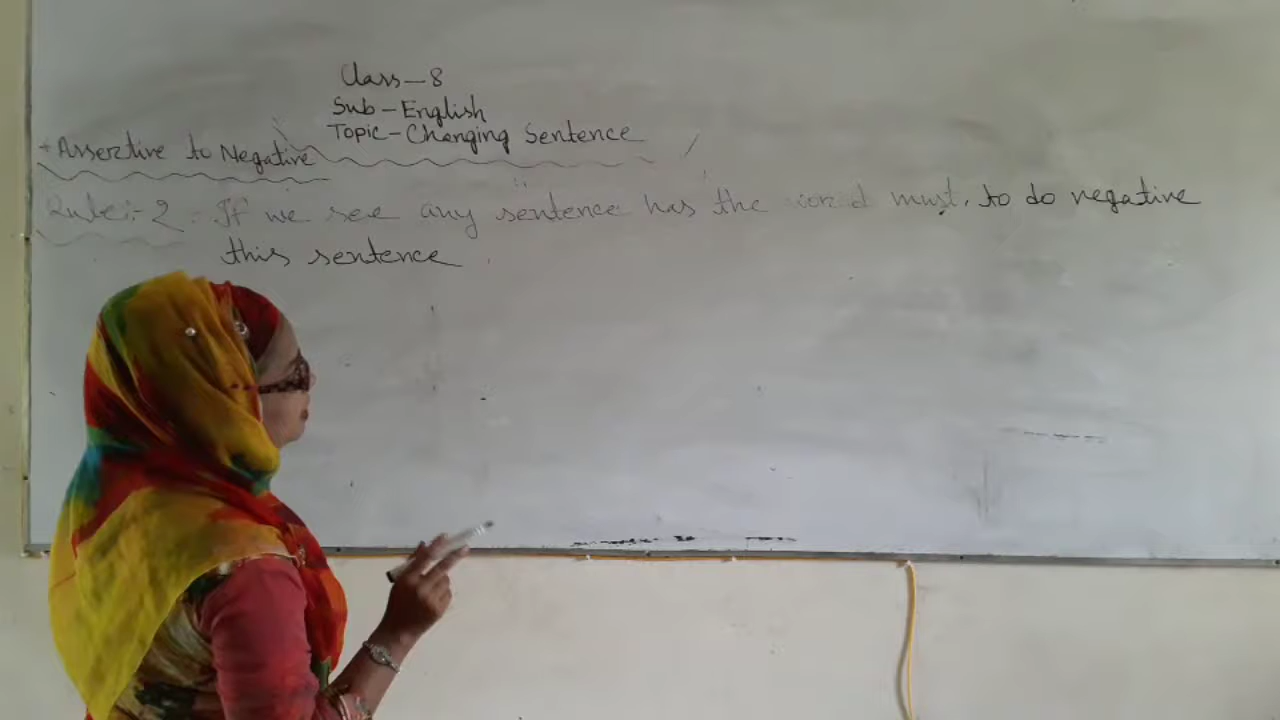 Class-8
Sub-English
Topic-Changing Sentence
*Assertive to Negative
Rule:-2: If we see any sentence has the word must, to do negative
this sentence